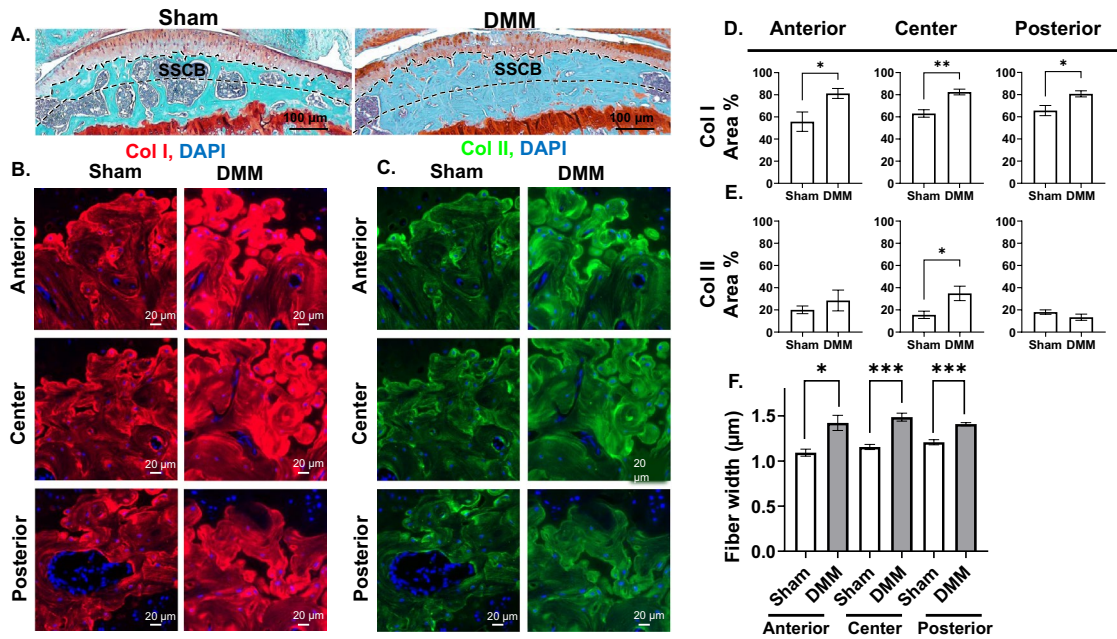 A.
Sham
DMM
SSCB
SSCB
100 µm
100 µm
Col I, DAPI
B.
Sham
DMM
Anterior
20 µm
20 µm
Center
20 µm
20 µm
Posterior
20 µm
20 µm
Col II, DAPI
C.
Sham
DMM
Anterior
20 µm
20 µm
Center
20 µm
20
µm
Posterior
20 µm
20 µm
D.
Anterior
Center
Posterior
Col I
Area %
100
80
60
40
20
0
*
Sham DMM
100
80
60
40
20
0
**
Sham DMM
100
80
60
40
20
0
*
Sham DMM
E.
Col II
Area %
100
80
60
40
20
0
Sham DMM
100
80
60
40
20
0
*
Sham DMM
100
80
60
40
20
0
Sham DMM
F.
Fiber width (µm)
1.5
1.0
0.5
0.0
* *** ***
Sham DMM Sham DMM Sham DMM
Anterior Center Posterior